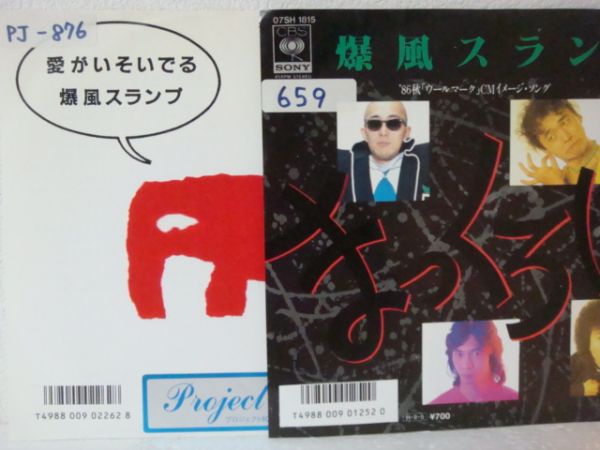 PJ-876
愛がいそいでる
爆風スランプ
T4988 009 02262 8
Project
07SH 1815
CBS
SONY
爆風スラン
'86秋「ウールマーク」CMイメージ・ソング
659
まっくろけ
T4988 009 01252 0
¥700